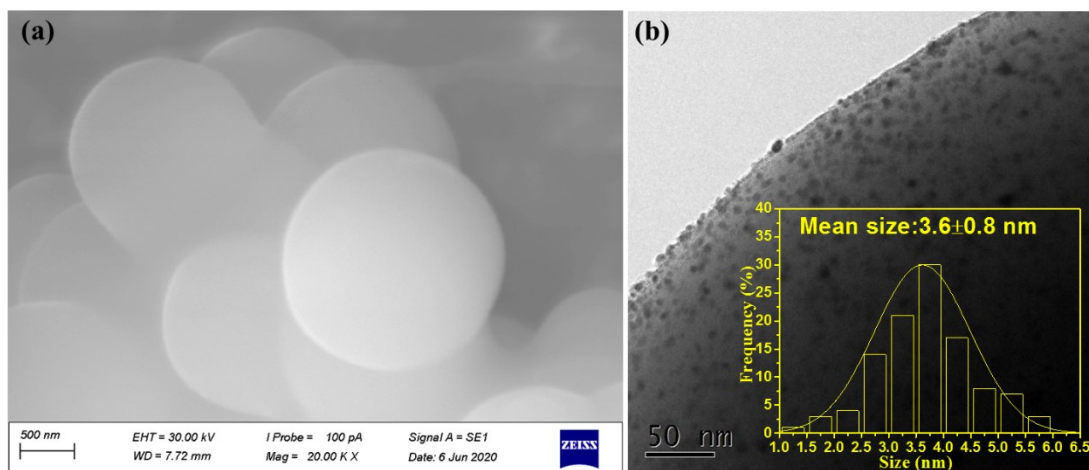 (a)
500 nm
EHT = 30.00 kV
WD = 7.72 mm
I Probe = 100 pA
Mag = 20.00 K X
Signal A = SE1
Date: 6 Jun 2020
ZEISS
(b)
Mean size:3.6±0.8 nm
Frequency (%)
40
35
30
25
20
15
10
5
0
1.0 1.5 2.0 2.5 3.0 3.5 4.0 4.5 5.0 5.5 6.0 6.5
Size (nm)
50 nm